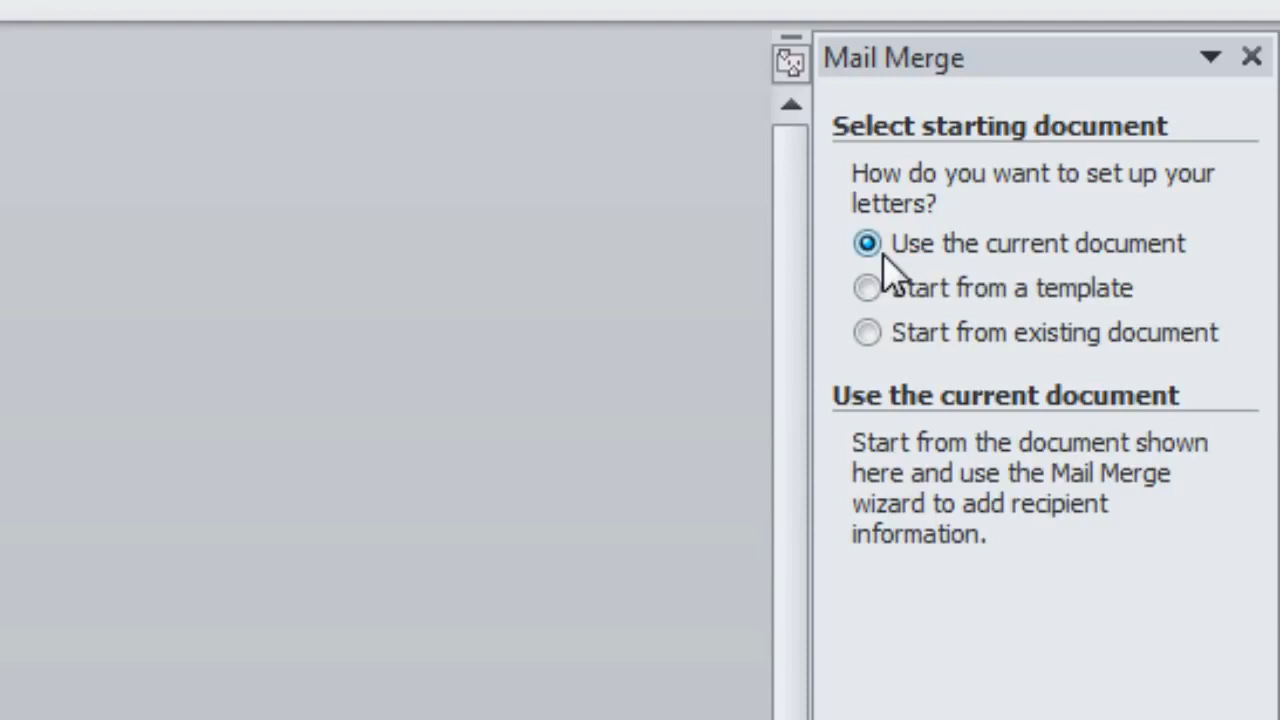 Mail Merge
Select starting document
How do you want to set up your
letters?
Use the current document
Start from a template
Start from existing document
Use the current document
Start from the document shown
here and use the Mail Merge
wizard to add recipient
information.